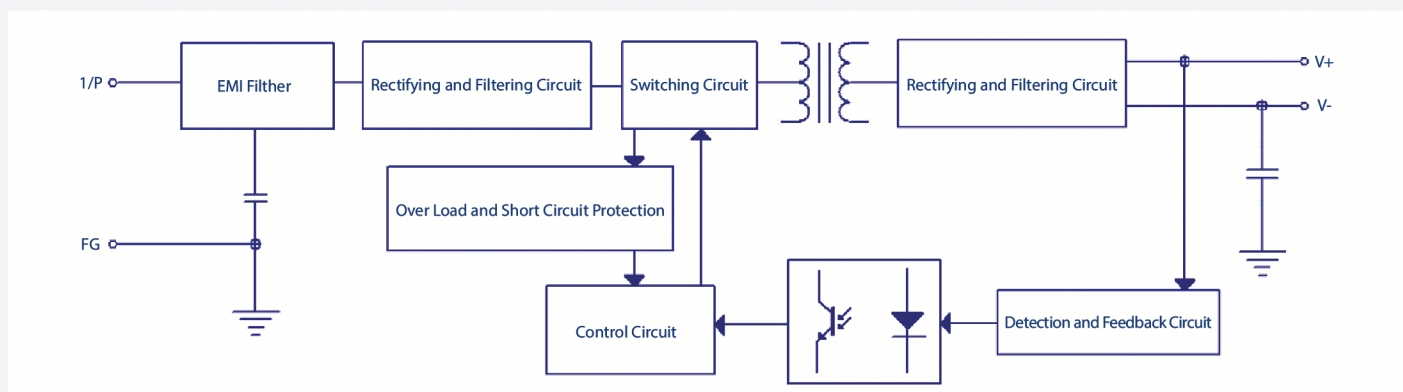 1/P
EMI Filther
Rectifying and Filtering Circuit
Switching Circuit
Rectifying and Filtering Circuit
V+
V-
Over Load and Short Circuit Protection
FG
Control Circuit
Detection and Feedback Circuit